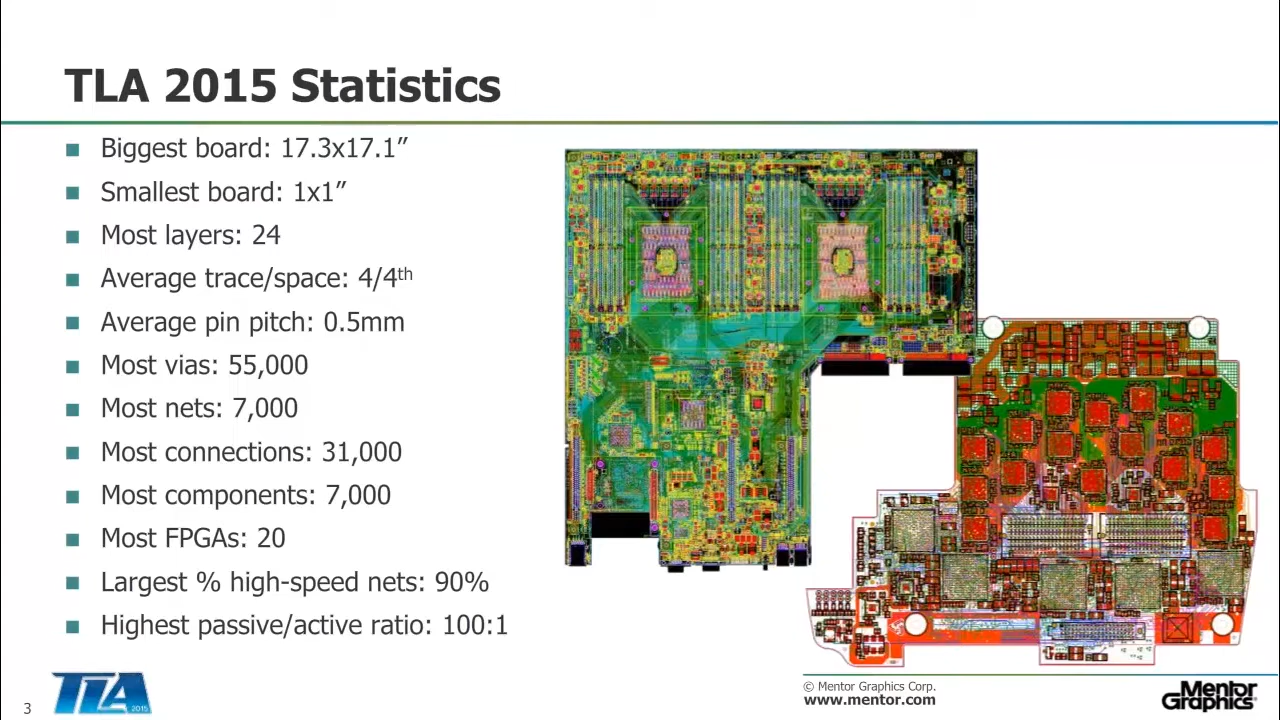 TLA 2015 Statistics
Biggest board: 17.3x17.1”
Smallest board: 1x1”
Most layers: 24
Average trace/space: 4/4th
Average pin pitch: 0.5mm
Most vias: 55,000
Most nets: 7,000
Most connections: 31,000
Most components: 7,000
Most FPGAs: 20
Largest % high-speed nets: 90%
Highest passive/active ratio: 100:1
3
TLA
2015
© Mentor Graphics Corp.
www.mentor.com
Mentor
Graphics®